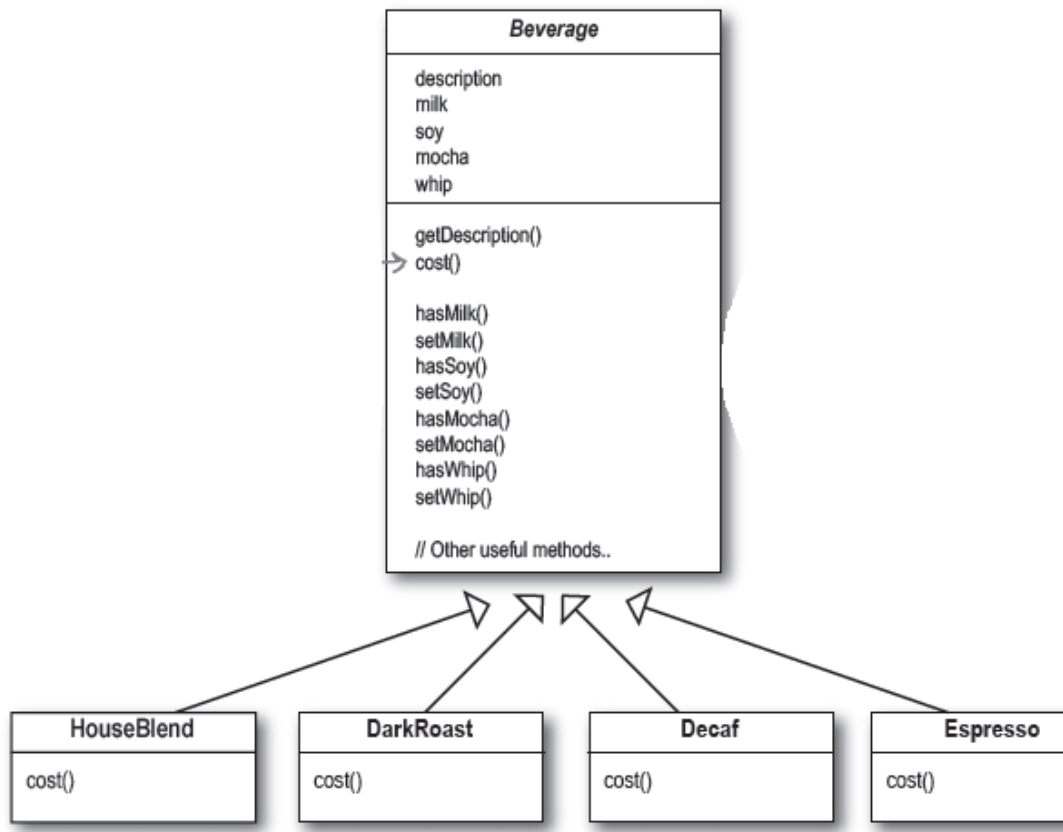 Beverage
description
milk
soy
mocha
whip
getDescription()
cost()
hasMilk()
setMilk()
hasSoy()
setSoy()
hasMocha()
setMocha()
hasWhip()
setWhip()
// Other useful methods..
HouseBlend
cost()
DarkRoast
cost()
Decaf
cost()
Espresso
cost()